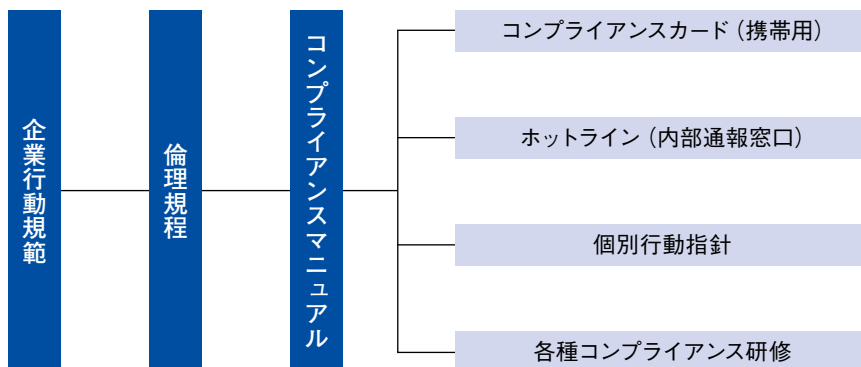 企業行動規範
倫理規程
コンプライアンスマニュアル
コンプライアンスカード（携帯用）
ホットライン（内部通報窓口）
個別行動指針
各種コンプライアンス研修